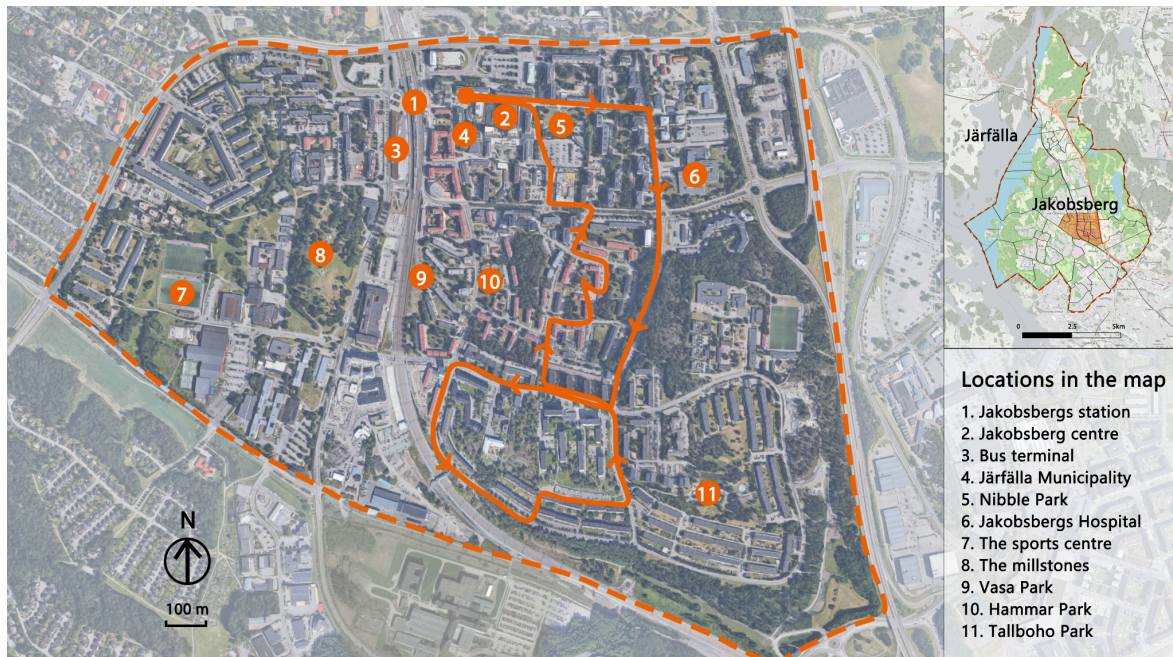 1
2
3
4
5
6
7
8
9
10
11
N
100 m
Järfälla
Jakobsberg
0 2.5 5km
Locations in the map
1. Jakobsbergs station
2. Jakobsberg centre
3. Bus terminal
4. Järfälla Municipality
5. Nibble Park
6. Jakobsbergs Hospital
7. The sports centre
8. The millstones
9. Vasa Park
10. Hammar Park
11. Tallboho Park